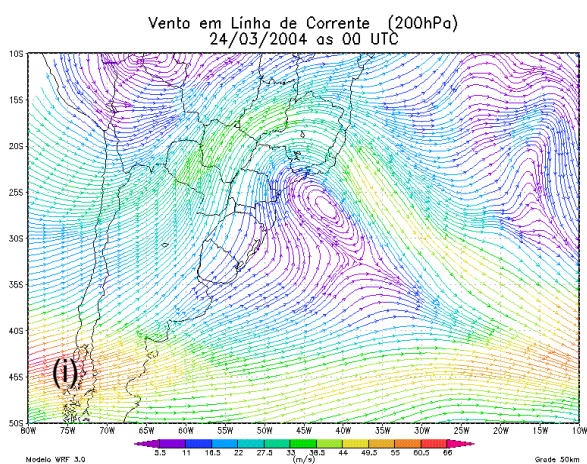 Vento em Linha de Corrente (200hPa)
24/03/2004 as 00 UTC
10S
15S
20S
25S
30S
35S
40S
45S
50S
(i)
80W 75W 70W 65W 60W 55W 50W 45W 40W 35W 30W 25W 20W 15W 10W
5.5 11 16.5 22 27.5 33 38.5 44 49.5 55 60.5 66
Modelo WRF 3.0 (m/s) Grade 50km